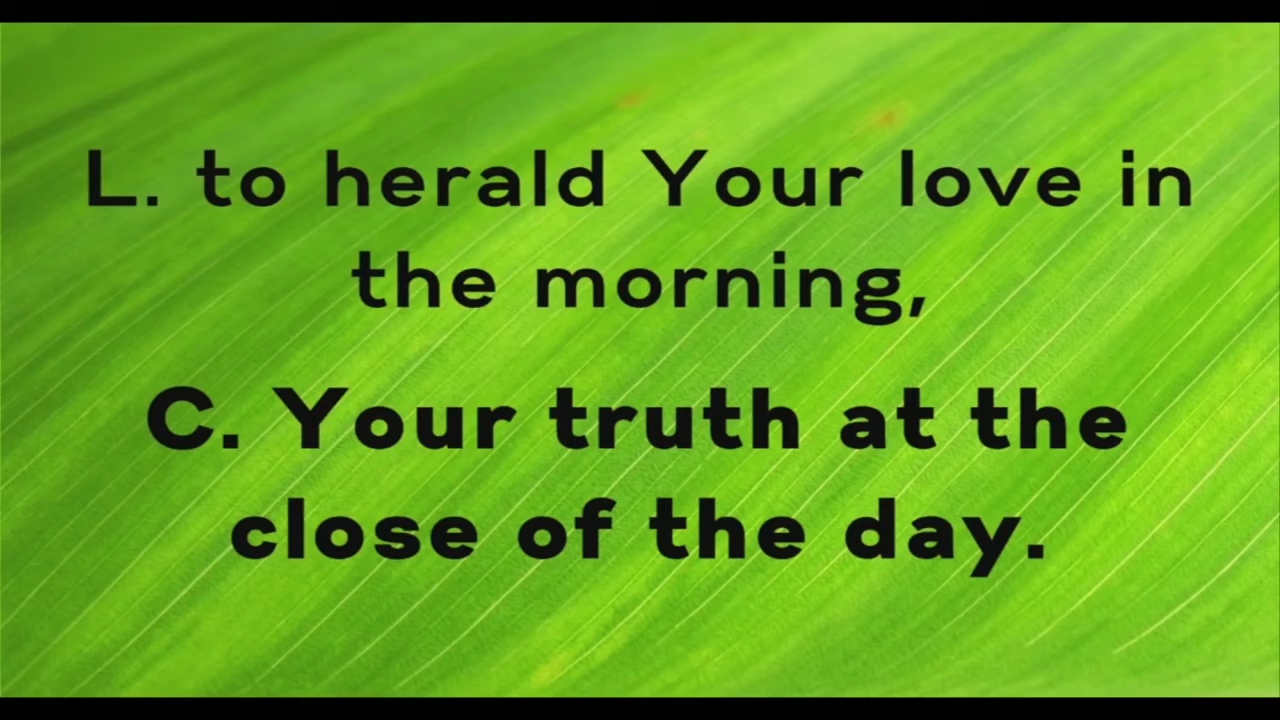 L. to herald Your love in
the morning,
C. Your truth at the
close of the day.